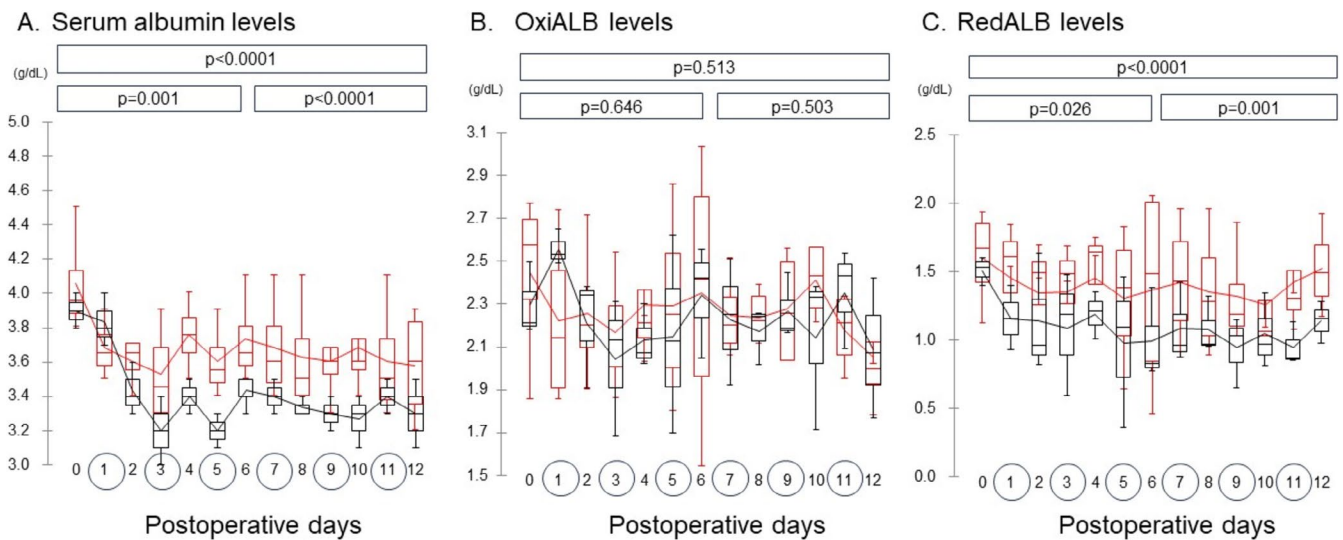 A. Serum albumin levels
p<0.0001
(g/dL)
p=0.001 p<0.0001
5.0
4.8
4.6
4.4
4.2
4.0
3.8
3.6
3.4
3.2
3.0
0 1 2 3 4 5 6 7 8 9 10 11 12
Postoperative days
B. OxiALB levels
p=0.513
(g/dL)
p=0.646 p=0.503
3.1
2.9
2.7
2.5
2.3
2.1
1.9
1.7
1.5
0 1 2 3 4 5 6 7 8 9 10 11 12
Postoperative days
C. RedALB levels
p<0.0001
(g/dL)
p=0.026 p=0.001
2.5
2.0
1.5
1.0
0.5
0.0
0 1 2 3 4 5 6 7 8 9 10 11 12
Postoperative days